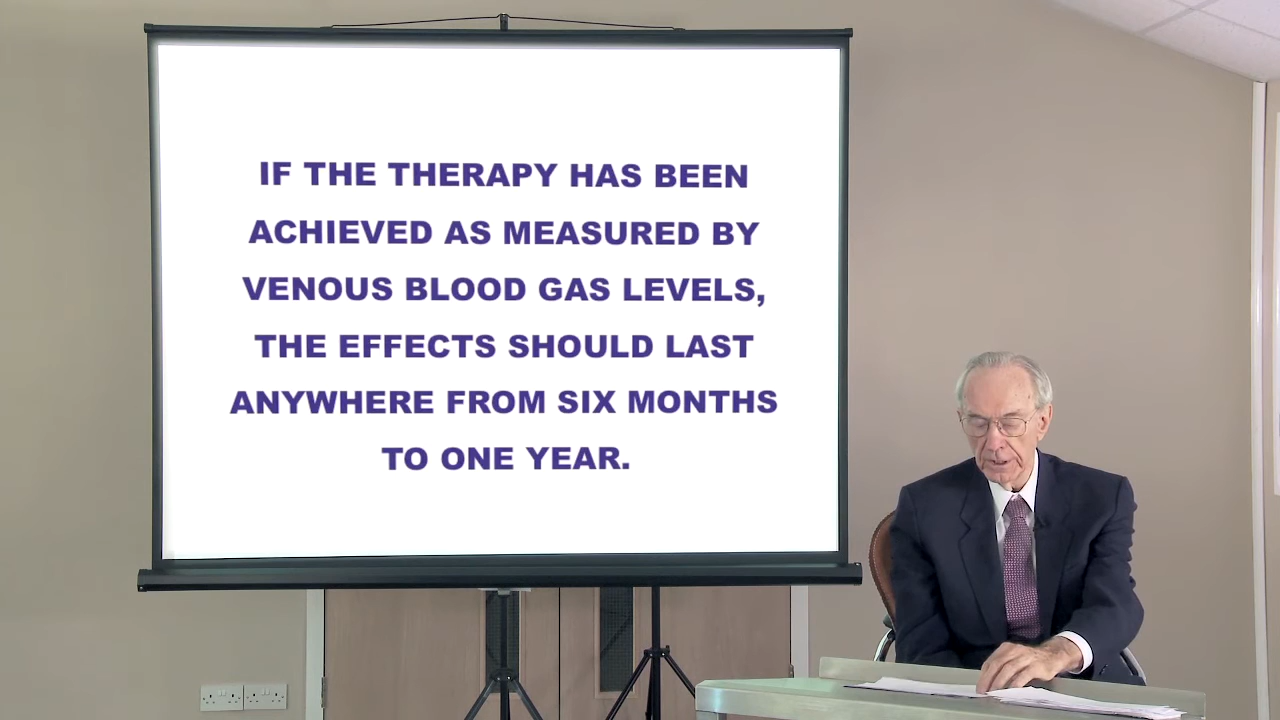 IF THE THERAPY HAS BEEN
ACHIEVED AS MEASURED BY
VENOUS BLOOD GAS LEVELS,
THE EFFECTS SHOULD LAST
ANYWHERE FROM SIX MONTHS
TO ONE YEAR.